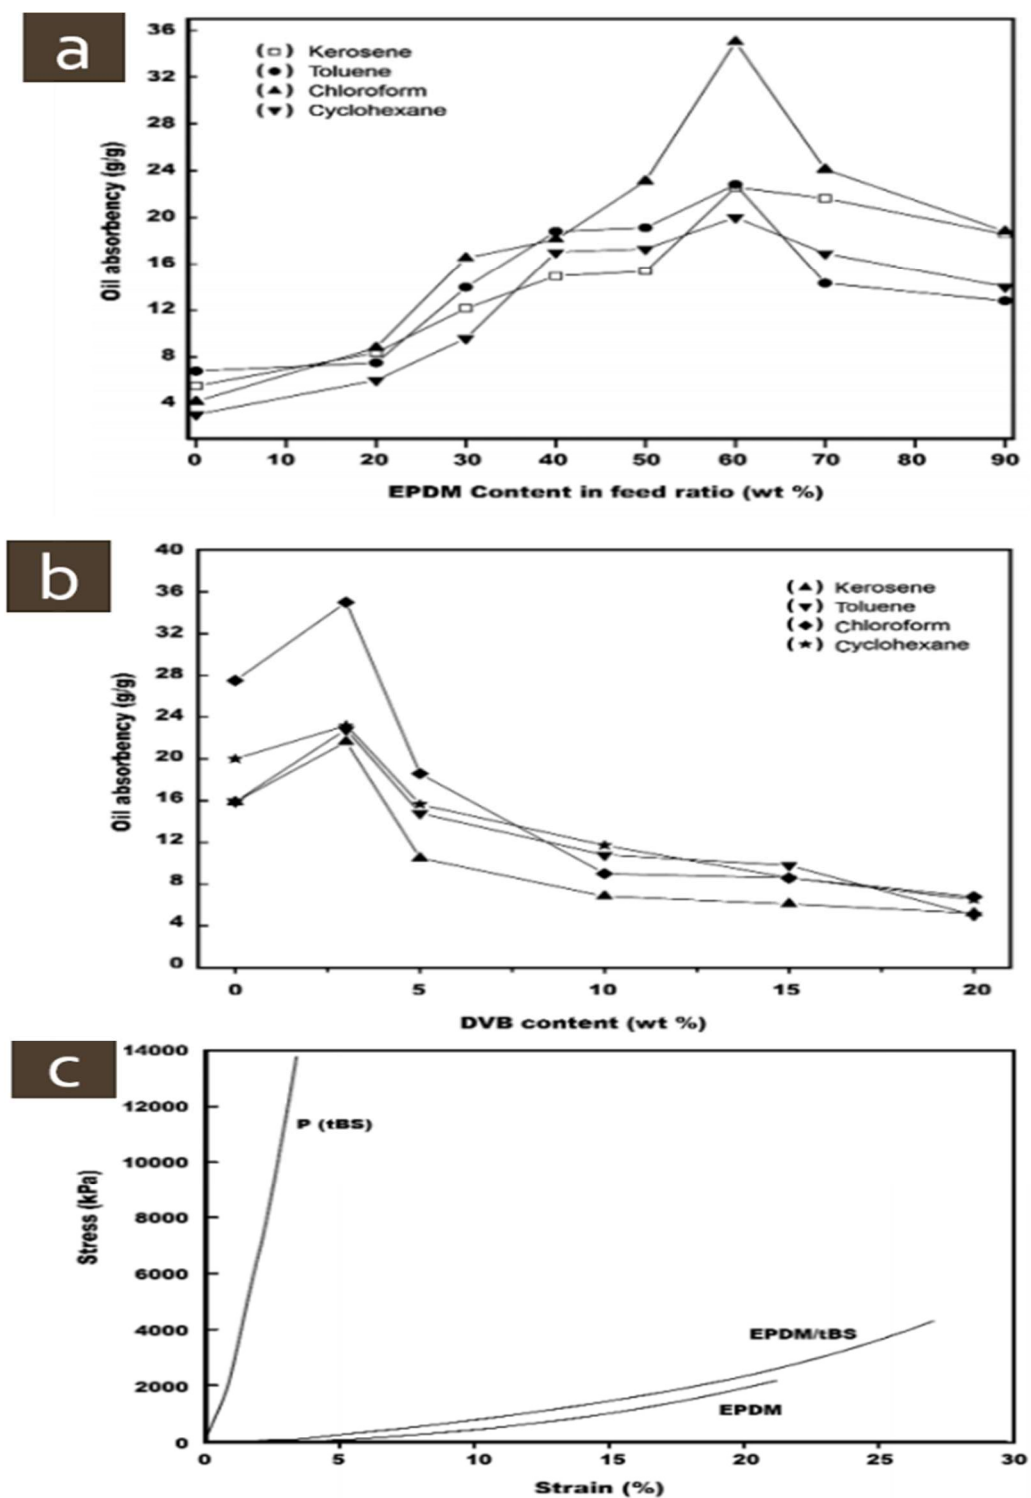 a
36
32
28
24
20
16
12
8
4
Oil absorbency (g/g)
(-□-) Kerosene
(-●-) Toluene
(-▲-) Chloroform
(-▼-) Cyclohexane
0 10 20 30 40 50 60 70 80 90
EPDM Content in feed ratio (wt %)
b
40
36
32
28
24
20
16
12
8
4
0
Oil absorbency (g/g)
(-▲-) Kerosene
(-▼-) Toluene
(-◆-) Chloroform
(-★-) Cyclohexane
0 5 10 15 20
DVB content (wt %)
c
14000
12000
10000
8000
6000
4000
2000
0
Stress (kPa)
P (tBS)
EPDM/tBS
EPDM
0 5 10 15 20 25 30
Strain (%)